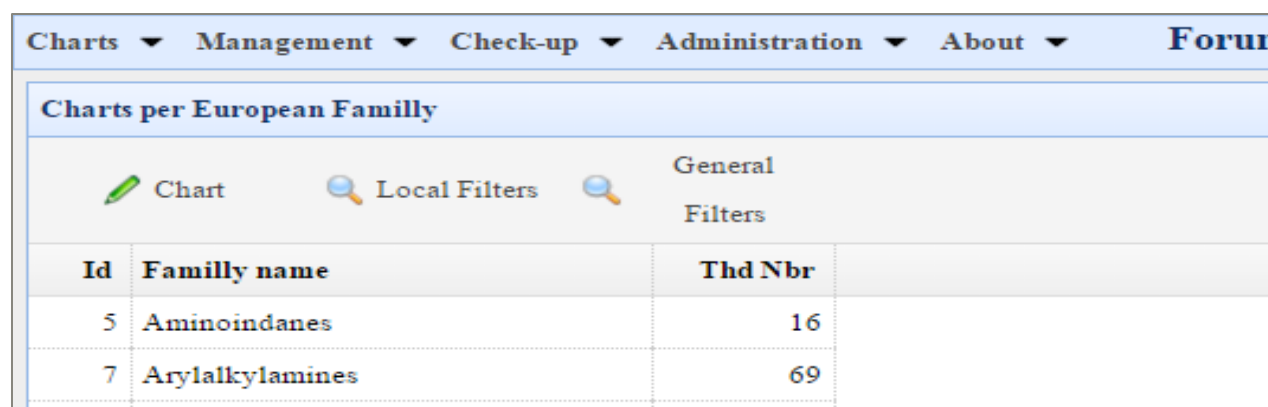 Charts Management Check-up Administration About
Charts per European Familly
Chart Local Filters General Filters
Id Familly name Thd Nbr
5 Aminoindanes 16
7 Arylalkylamines 69